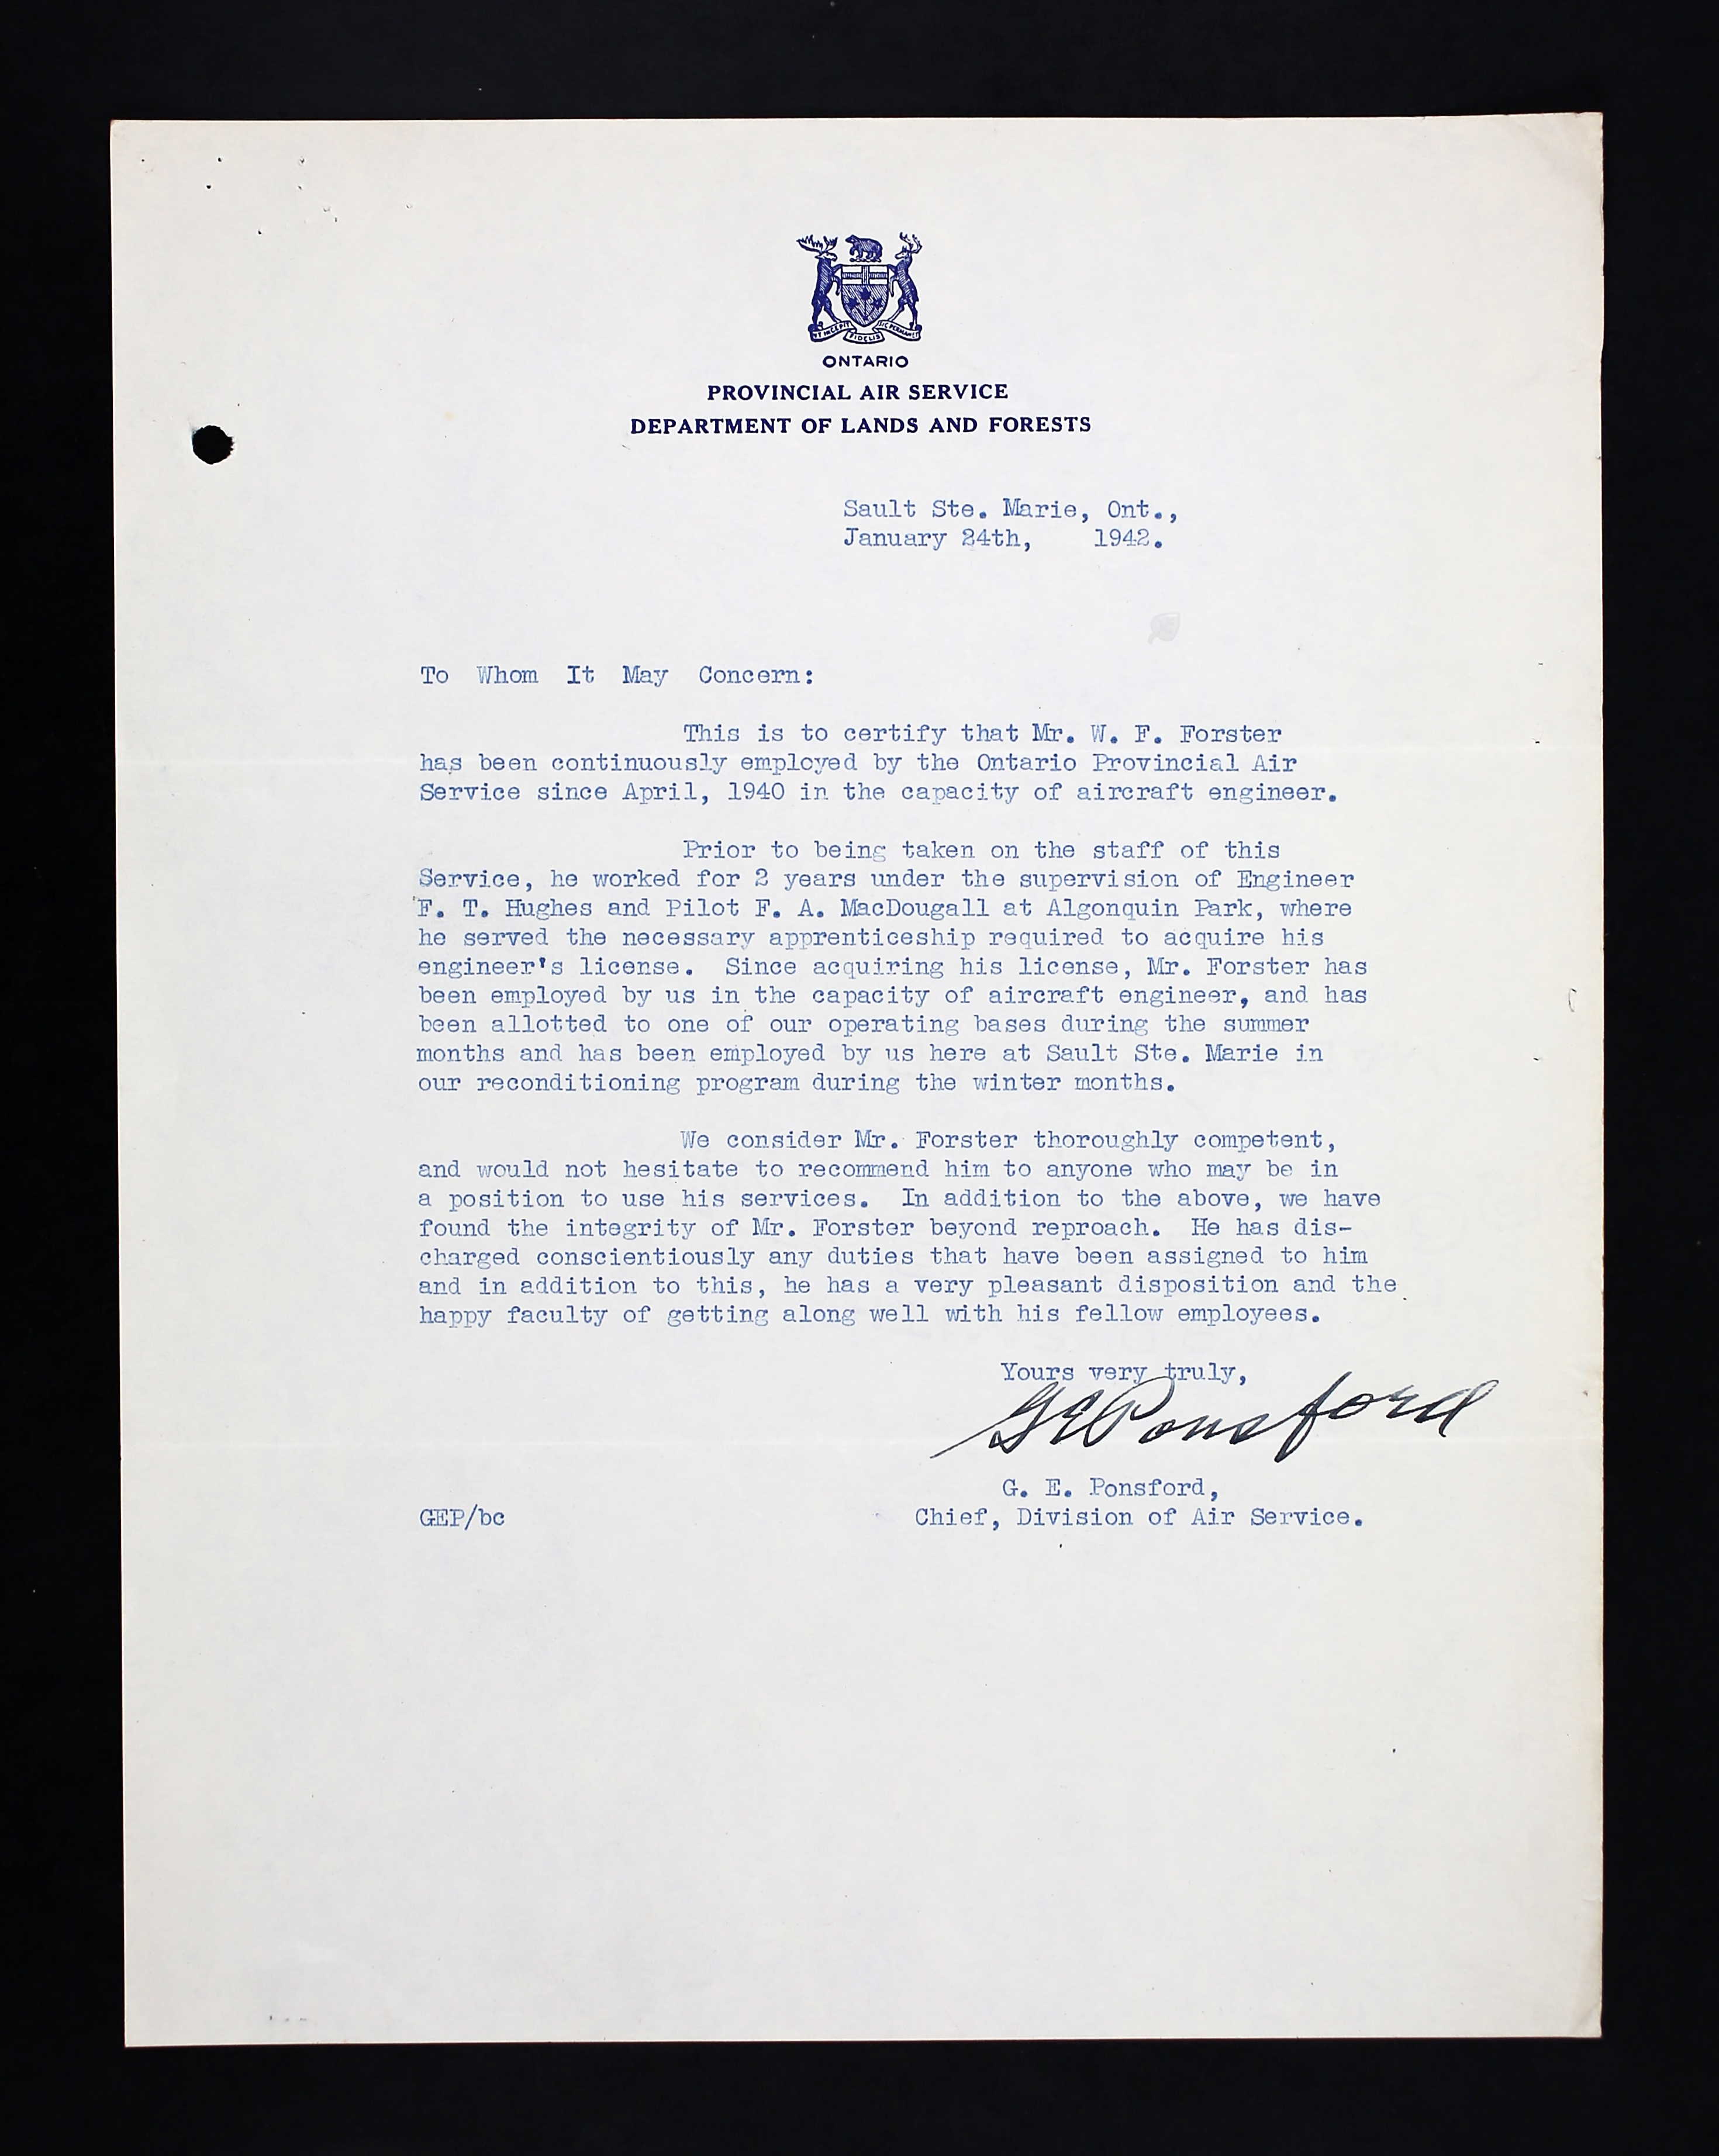 UT INCEPIT FIDELIS SIC PERMANET
ONTARIO
PROVINCIAL AIR SERVICE
DEPARTMENT OF LANDS AND FORESTS
Sault Ste. Marie, Ont.,
January 24th, 1942.
To Whom It May Concern:
This is to certify that Mr. W. F. Forster
has been continuously employed by the Ontario Provincial Air
Service since April, 1940 in the capacity of aircraft engineer.
Prior to being taken on the staff of this
Service, he worked for 2 years under the supervision of Engineer
F. T. Hughes and Pilot F. A. MacDougall at Algonquin Park, where
he served the necessary apprenticeship required to acquire his
engineer's license. Since acquiring his license, Mr. Forster has
been employed by us in the capacity of aircraft engineer, and has
been allotted to one of our operating bases during the summer
months and has been employed by us here at Sault Ste. Marie in
our reconditioning program during the winter months.
We consider Mr. Forster thoroughly competent,
and would not hesitate to recommend him to anyone who may be in
a position to use his services. In addition to the above, we have
found the integrity of Mr. Forster beyond reproach. He has dis-
charged conscientiously any duties that have been assigned to him
and in addition to this, he has a very pleasant disposition and the
happy faculty of getting along well with his fellow employees.
Yours very truly,
GEPonsford
G. E. Ponsford,
GEP/bc Chief, Division of Air Service.